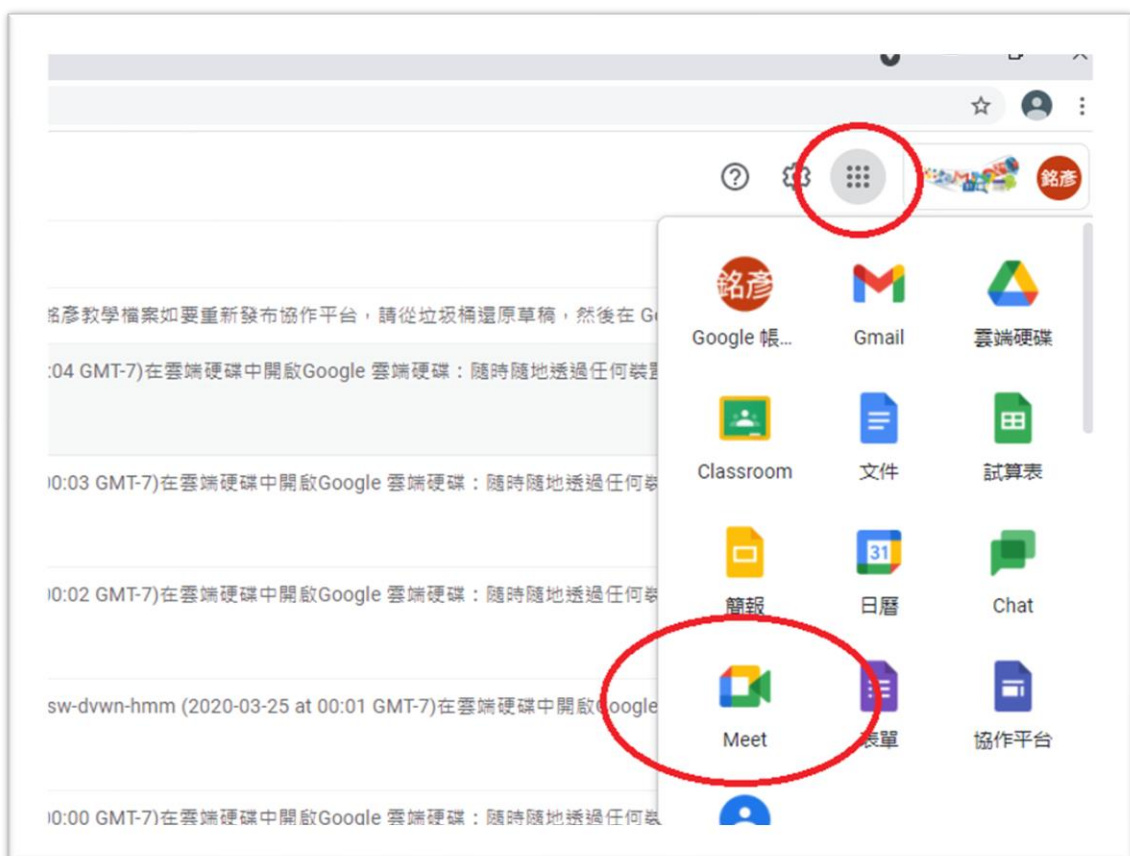 銘彥
銘彥
Google 帳...
Gmail
雲端硬碟
銘彥教學檔案如要重新發布協作平台，請從垃圾桶還原草稿，然後在 G
:04 GMT-7)在雲端硬碟中開啟Google 雲端硬碟：隨時隨地透過任何裝置
Classroom
文件
試算表
00:03 GMT-7)在雲端硬碟中開啟Google 雲端硬碟：隨時隨地透過任何裝
簡報
31
日曆
Chat
00:02 GMT-7)在雲端硬碟中開啟Google 雲端硬碟：隨時隨地透過任何裝
Meet
表單
協作平台
sw-dvwn-hmm (2020-03-25 at 00:01 GMT-7)在雲端硬碟中開啟Google
00:00 GMT-7)在雲端硬碟中開啟Google 雲端硬碟：隨時隨地透過任何裝